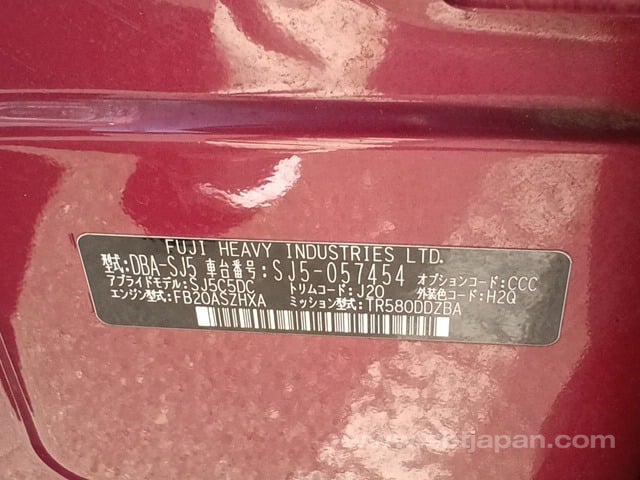 FUJI HEAVY INDUSTRIES LTD.
型式:DBA-SJ5 車台番号:SJ5-057454 オプションコード:CCC
アプライドモデル:SJ5C5DC トリムコード:J20 外装色コード:H2Q
エンジン型式:FB20ASZHXA ミッション型式:TR580DDZBA
japan.com